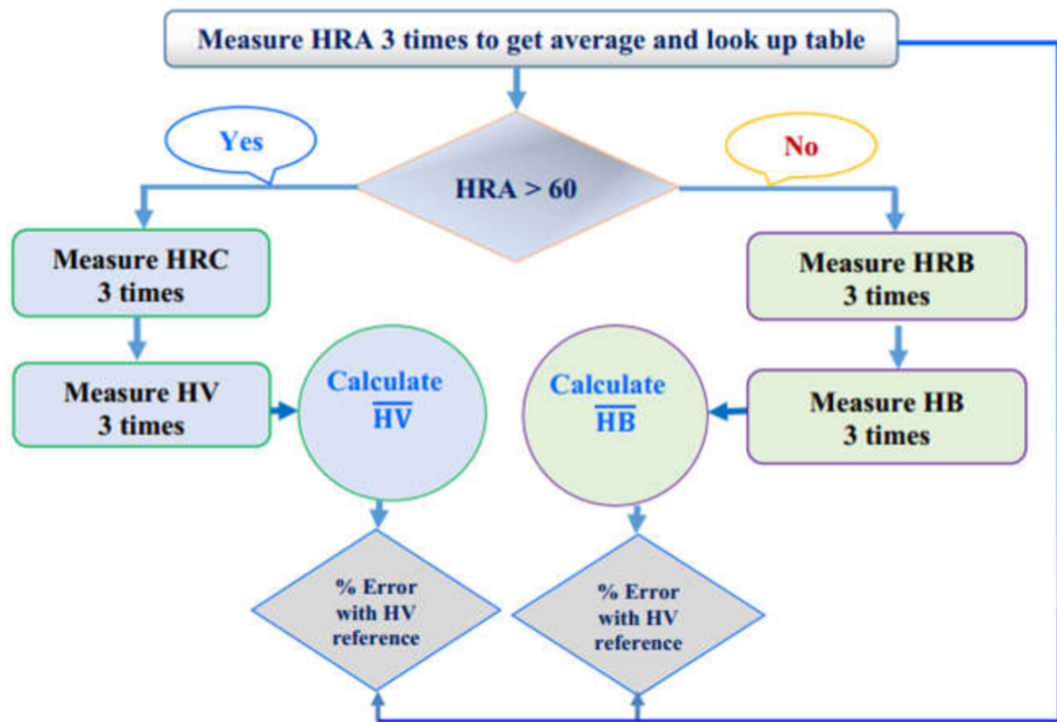 Measure HRA 3 times to get average and look up table
Yes
No
HRA > 60
Measure HRC
3 times
Measure HRB
3 times
Measure HV
3 times
Calculate
H̅V̅
Calculate
H̅B̅
Measure HB
3 times
% Error
with HV
reference
% Error
with HV
reference